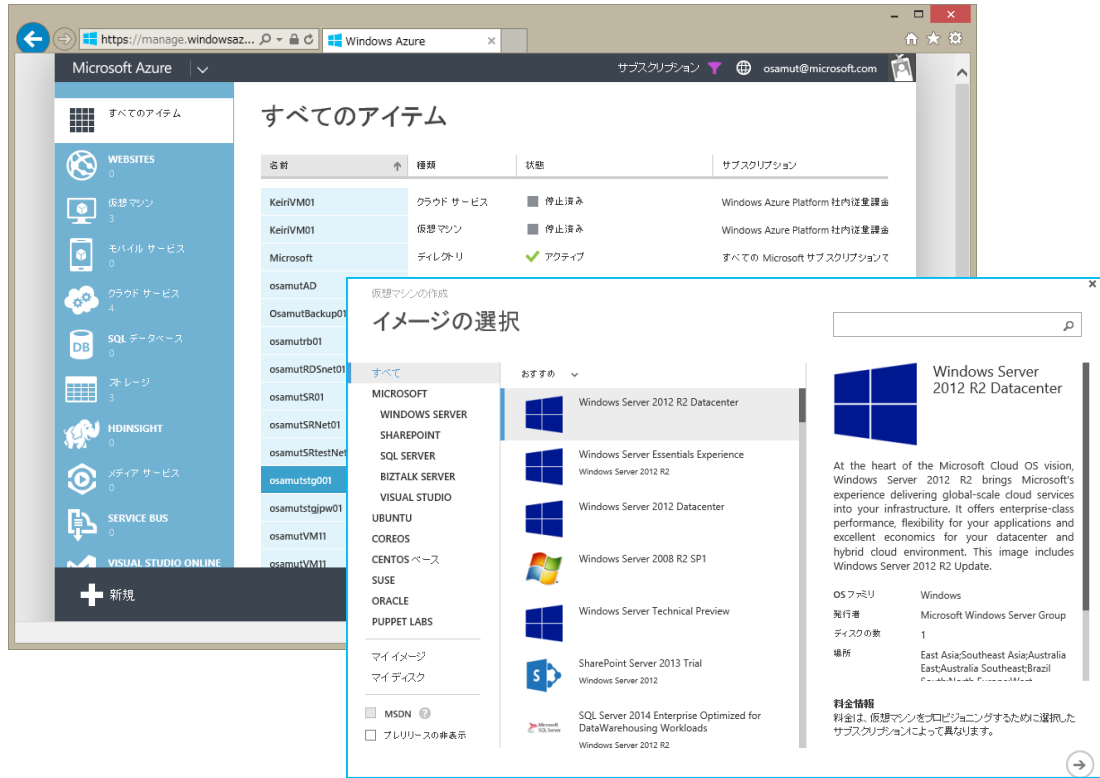 https://manage.windowsaz...
Windows Azure
Microsoft Azure
サブスクリプション
osamut@microsoft.com
すべてのアイテム
WEBSITES
0
仮想マシン
3
モバイル サービス
0
クラウド サービス
4
SQL データベース
0
DB
ストレージ
3
HDINSIGHT
0
メディア サービス
0
SERVICE BUS
0
VISUAL STUDIO ONLINE
新規
すべてのアイテム
名前 種類 状態 サブスクリプション
KeiriVM01 クラウド サービス 停止済み Windows Azure Platform 社内従量課金
KeiriVM01 仮想マシン 停止済み Windows Azure Platform 社内従量課金
Microsoft ディレクトリ アクティブ すべての Microsoft サブスクリプションで
osamutAD
OsamutBackup01
osamutrb01
osamutRDSnet01
osamutSR01
osamutSRNet01
osamutSRtestNet
osamutstg001
osamutstgjpw01
osamutVM01
osamutVM11
仮想マシンの作成
イメージの選択
すべて
MICROSOFT
WINDOWS SERVER
SHAREPOINT
SQL SERVER
BIZTALK SERVER
VISUAL STUDIO
UBUNTU
COREOS
CENTOS ベース
SUSE
ORACLE
PUPPET LABS
マイ イメージ
マイ ディスク
MSDN
プレリリースの非表示
おすすめ
Windows Server 2012 R2 Datacenter
Windows Server Essentials Experience
Windows Server 2012 R2
Windows Server 2012 Datacenter
Windows Server 2008 R2 SP1
Windows Server Technical Preview
SharePoint Server 2013 Trial
Windows Server 2012
Microsoft
SQL Server
SQL Server 2014 Enterprise Optimized for
DataWarehousing Workloads
Windows Server 2012 R2
Windows Server
2012 R2 Datacenter
At the heart of the Microsoft Cloud OS vision,
Windows Server 2012 R2 brings Microsoft's
experience delivering global-scale cloud services
into your infrastructure. It offers enterprise-class
performance, flexibility for your applications and
excellent economics for your datacenter and
hybrid cloud environment. This image includes
Windows Server 2012 R2 Update.
OS ファミリ Windows
発行者 Microsoft Windows Server Group
ディスクの数 1
場所 East Asia;Southeast Asia;Australia
East;Australia Southeast;Brazil
South;North Europe;West
料金情報
料金は、仮想マシンをプロビジョニングするために選択した
サブスクリプションによって異なります。